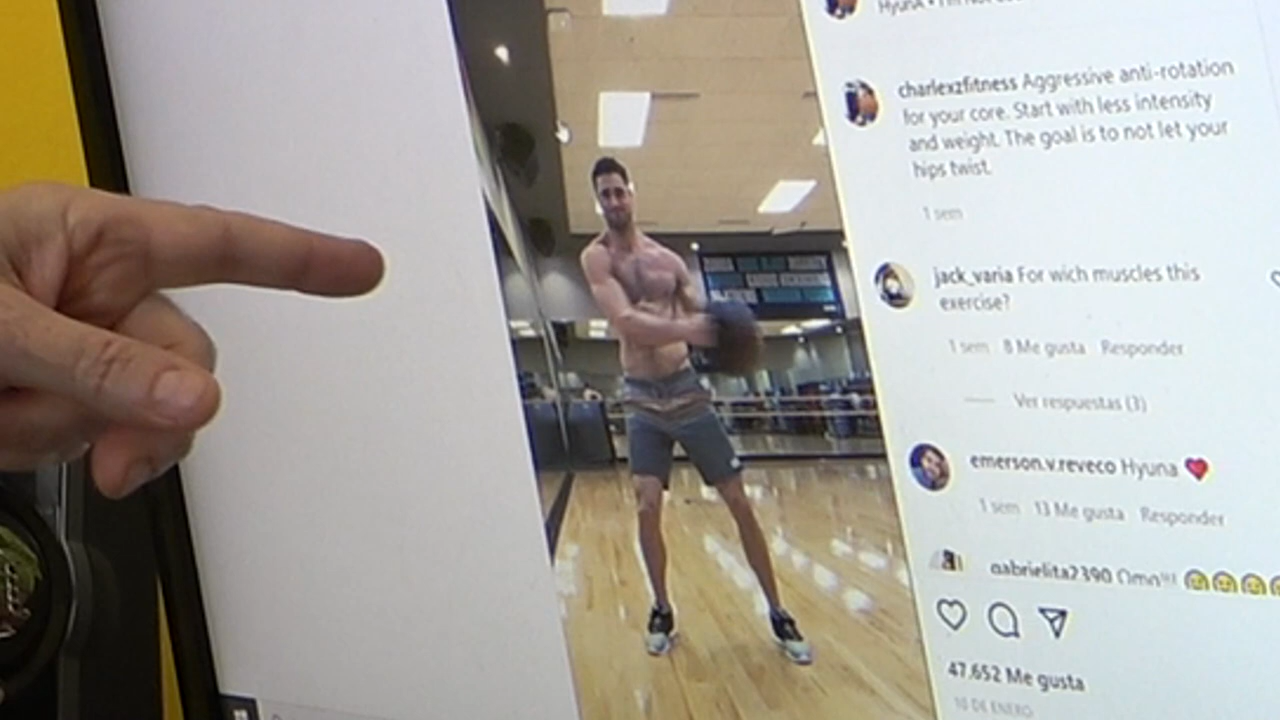 charlexzfitness Aggressive anti-rotation
for your core. Start with less intensity
and weight. The goal is to not let your
hips twist.
1 sem
jack_varia For wich muscles this
exercise?
1 sem 8 Me gusta Responder
Ver respuestas (3)
emerson.v.reveco Hyuna
1 sem 13 Me gusta Responder
gabrielita2390 Omg!!!
47.652 Me gusta
10 DE ENERO